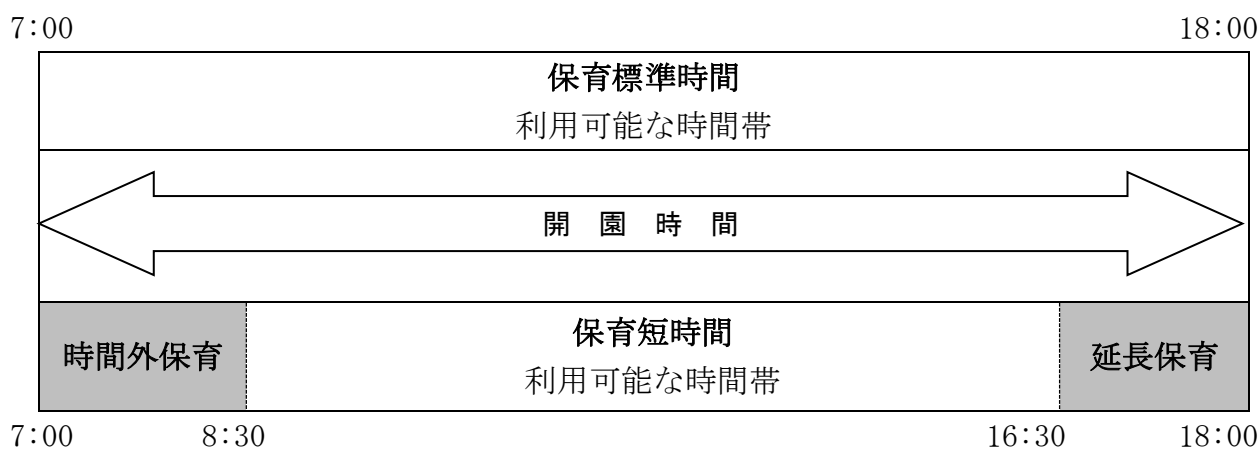 7:00 18:00
保育標準時間
利用可能な時間帯
開園時間
時間外保育
保育短時間
利用可能な時間帯
延長保育
7:00 8:30 16:30 18:00